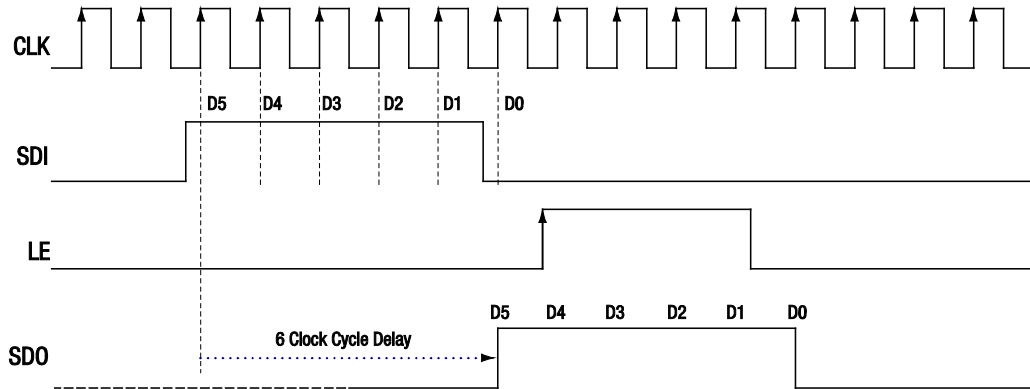 CLK
D5 D4 D3 D2 D1 D0
SDI
LE
D5 D4 D3 D2 D1 D0
6 Clock Cycle Delay
SDO